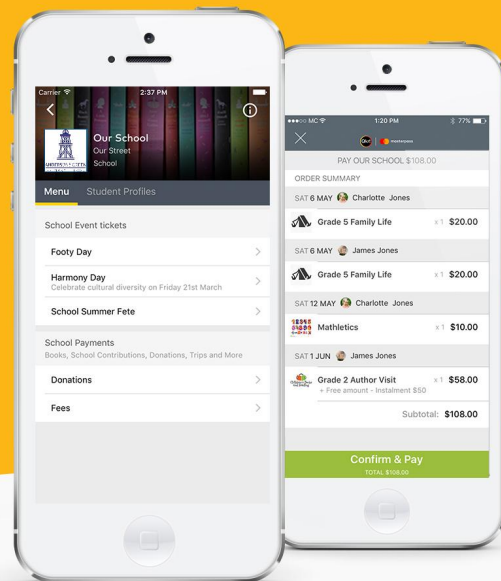 Carrier 2:37 PM
Our School
Our Street
School
Menu Student Profiles
School Event tickets
Footy Day
Harmony Day
Celebrate cultural diversity on Friday 21st March
School Summer Fete
School Payments
Books, School Contributions, Donations, Trips and More
Donations
Fees
MC 1:20 PM 77%
Qkr! masterpass
PAY OUR SCHOOL $108.00
ORDER SUMMARY
SAT 6 MAY Charlotte Jones
Grade 5 Family Life x 1 $20.00
SAT 6 MAY James Jones
Grade 5 Family Life x 1 $20.00
SAT 12 MAY Charlotte Jones
Mathletics x 1 $10.00
SAT 1 JUN James Jones
Grade 2 Author Visit x 1 $58.00
+ Free amount - Instalment $50
Subtotal: $108.00
Confirm & Pay
TOTAL $108.00